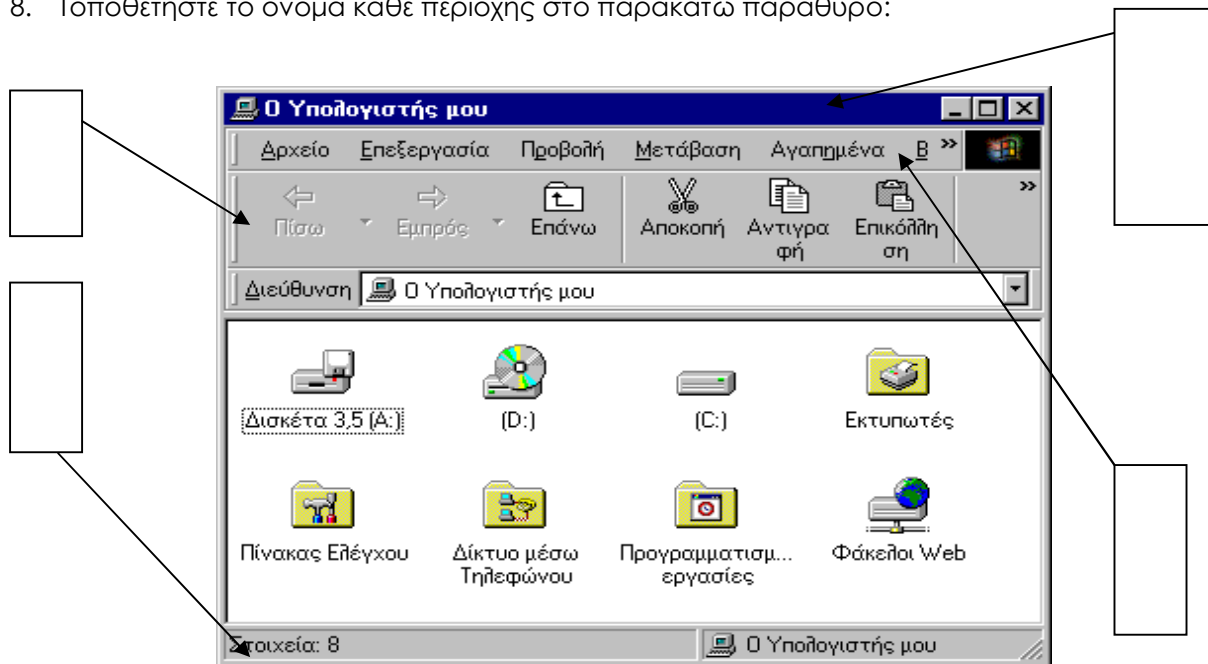 8. Τοποθετήστε το όνομα κάθε περιοχής στο παρακάτω παράθυρο:
Ο Υπολογιστής μου
Αρχείο Επεξεργασία Προβολή Μετάβαση Αγαπημένα Β »
Πίσω Εμπρός Επάνω Αποκοπή Αντιγρα Επικόλλη »
φή ση
Διεύθυνση Ο Υπολογιστής μου
Δισκέτα 3,5 (A:) (D:) (C:) Εκτυπωτές
Πίνακας Ελέγχου Δίκτυο μέσω Προγραμματισμ... Φάκελοι Web
Τηλεφώνου εργασίες
Στοιχεία: 8 Ο Υπολογιστής μου